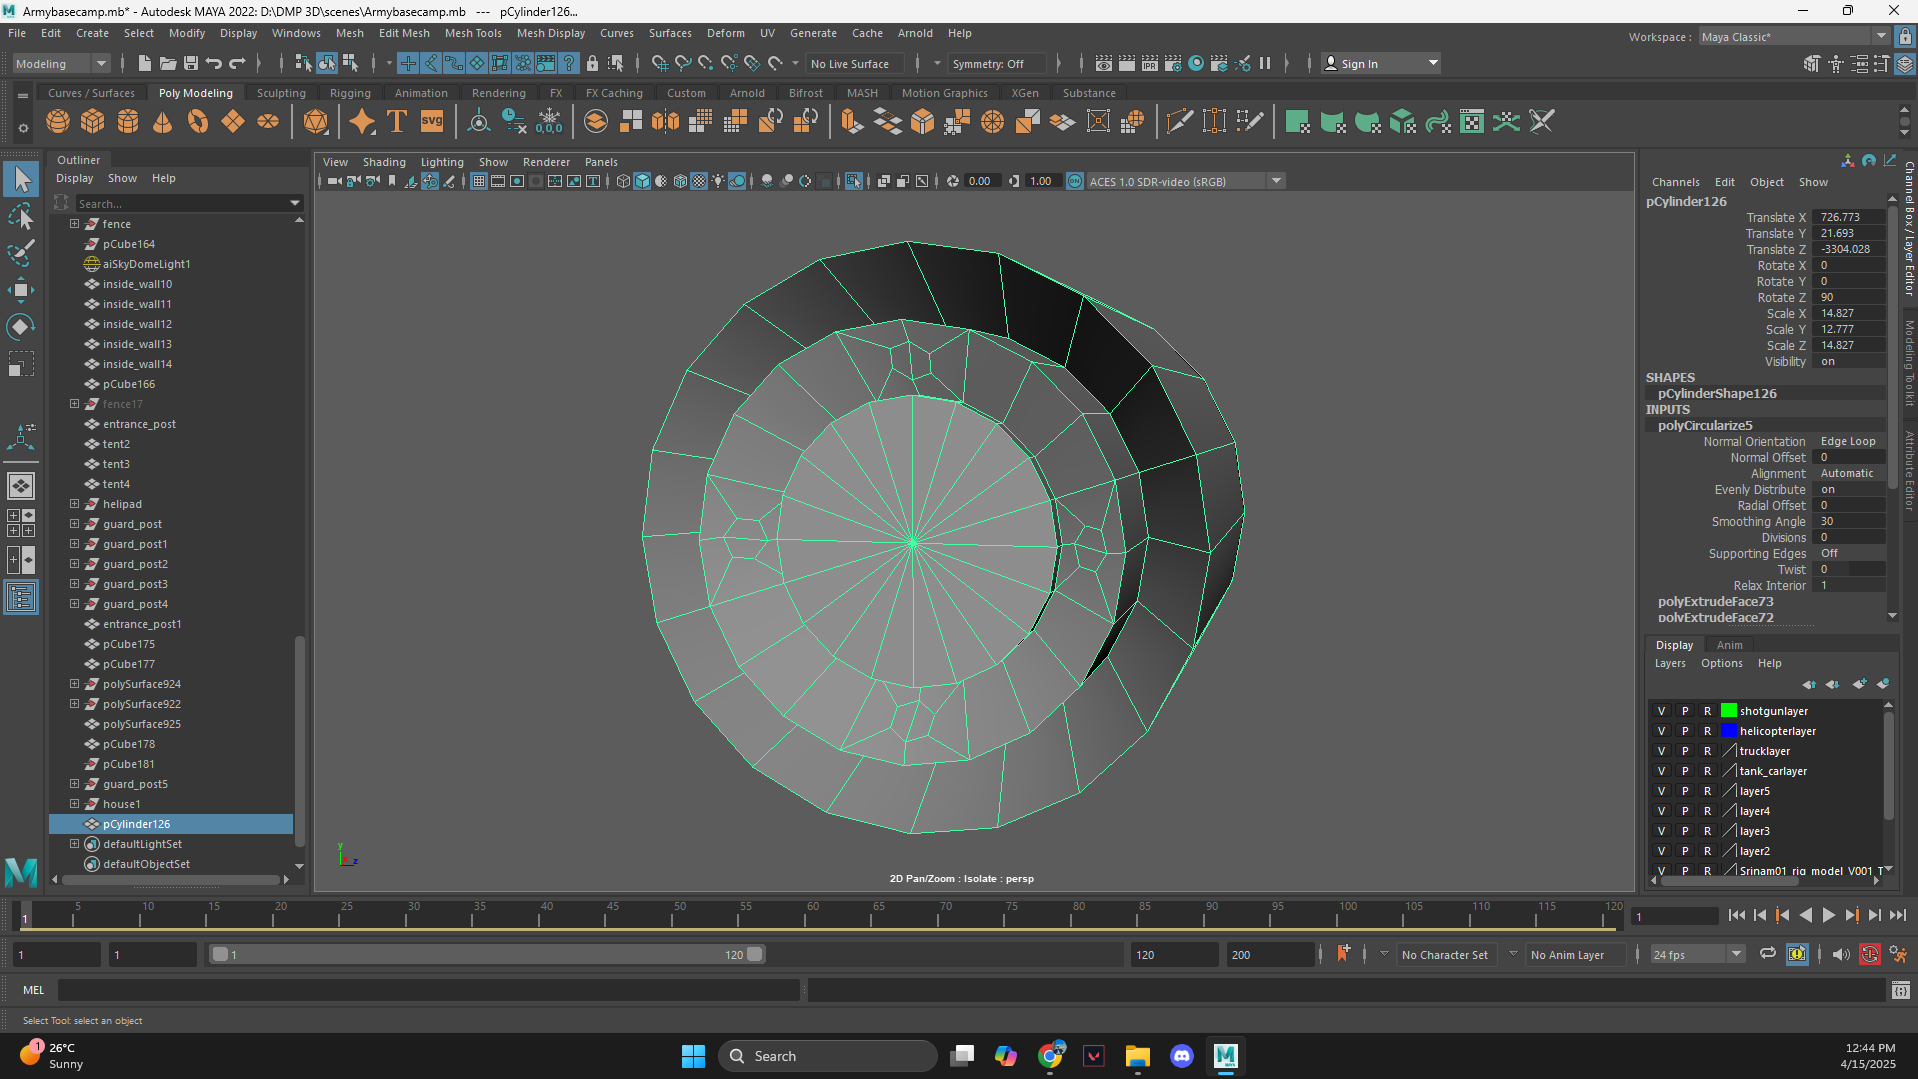 Armybasecamp.mb* - Autodesk MAYA 2022: D:\DMP 3D\scenes\Armybasecamp.mb   ---   pCylinder126...
File Edit Create Select Modify Display Windows Mesh Edit Mesh Mesh Tools Mesh Display Curves Surfaces Deform UV Generate Cache Arnold Help
Workspace : Maya Classic*
Modeling
No Live Surface
Symmetry: Off
Sign In
Curves / Surfaces Poly Modeling Sculpting Rigging Animation Rendering FX FX Caching Custom Arnold Bifrost MASH Motion Graphics XGen Substance
Outliner
Display Show Help
Search...
fence
pCube164
aiSkyDomeLight1
inside_wall10
inside_wall11
inside_wall12
inside_wall13
inside_wall14
pCube166
fence17
entrance_post
tent2
tent3
tent4
helipad
guard_post
guard_post1
guard_post2
guard_post3
guard_post4
entrance_post1
pCube175
pCube177
polySurface924
polySurface922
polySurface925
pCube178
pCube181
guard_post5
house1
pCylinder126
defaultLightSet
defaultObjectSet
View Shading Lighting Show Renderer Panels
0.00
1.00
ACES 1.0 SDR-video (sRGB)
y
z
2D Pan/Zoom : Isolate : persp
Channels Edit Object Show
pCylinder126
Translate X 726.773
Translate Y 21.693
Translate Z -3304.028
Rotate X 0
Rotate Y 0
Rotate Z 90
Scale X 14.827
Scale Y 12.777
Scale Z 14.827
Visibility on
SHAPES
pCylinderShape126
INPUTS
polyCircularize5
Normal Orientation Edge Loop
Normal Offset 0
Alignment Automatic
Evenly Distribute on
Radial Offset 0
Smoothing Angle 30
Divisions 0
Supporting Edges Off
Twist 0
Relax Interior 1
polyExtrudeFace73
polyExtrudeFace72
Channel Box / Layer Editor
Modeling Toolkit
Attribute Editor
Display Anim
Layers Options Help
V P R shotgunlayer
V P R helicopterlayer
V P R trucklayer
V P R tank_carlayer
V P R layer5
V P R layer4
V P R layer3
V P R layer2
V P R Srinam01_rig_model_V001_T
1 5 10 15 20 25 30 35 40 45 50 55 60 65 70 75 80 85 90 95 100 105 110 115 120
1
1
1
1
120
120
200
No Character Set
No Anim Layer
24 fps
MEL
Select Tool: select an object
1
26°C
Sunny
Search
12:44 PM
4/15/2025